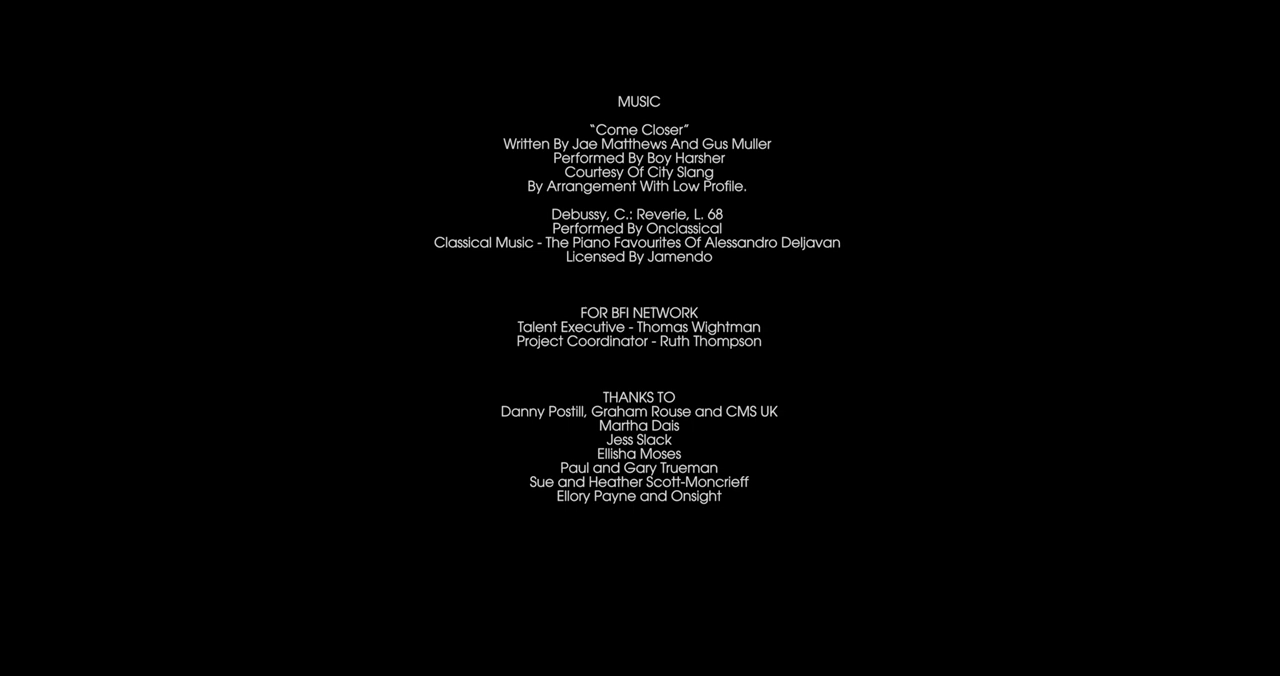 MUSIC
“Come Closer”
Written By Jae Matthews And Gus Muller
Performed By Boy Harsher
Courtesy Of City Slang
By Arrangement With Low Profile.
Debussy, C.: Reverie, L. 68
Performed By Onclassical
Classical Music - The Piano Favourites Of Alessandro Deljavan
Licensed By Jamendo
FOR BFI NETWORK
Talent Executive - Thomas Wightman
Project Coordinator - Ruth Thompson
THANKS TO
Danny Postill, Graham Rouse and CMS UK
Martha Dais
Jess Slack
Ellisha Moses
Paul and Gary Trueman
Sue and Heather Scott-Moncrieff
Ellory Payne and Onsight